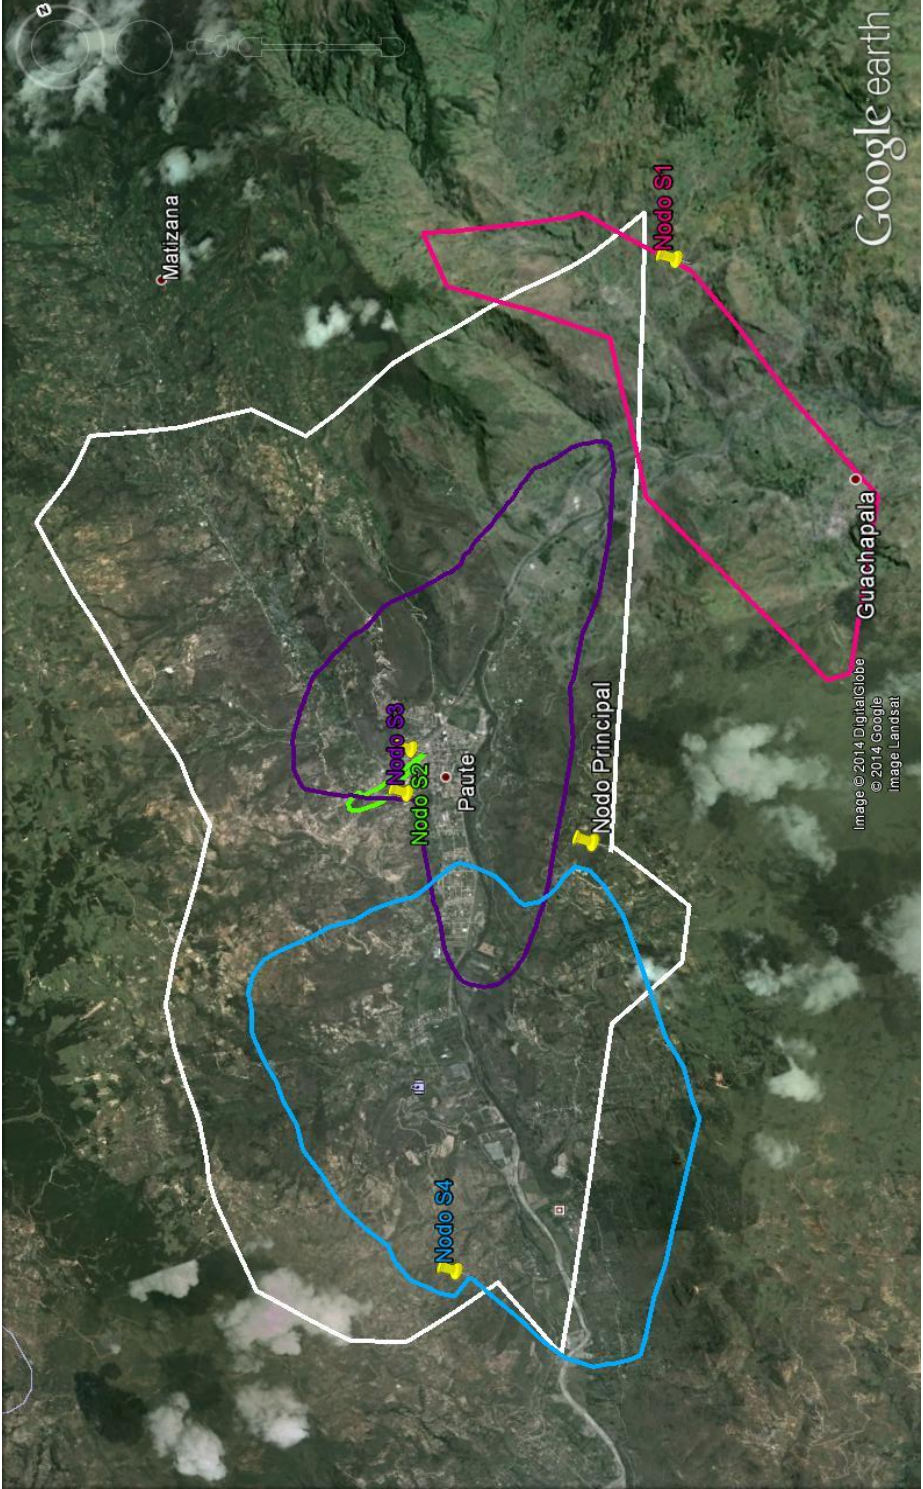 N
Matizana
Nodo S1
Nodo S3
Nodo S2
Paute
Nodo Principal
Guachapala
Nodo S4
Image © 2014 DigitalGlobe
© 2014 Google
Image Landsat
Google earth